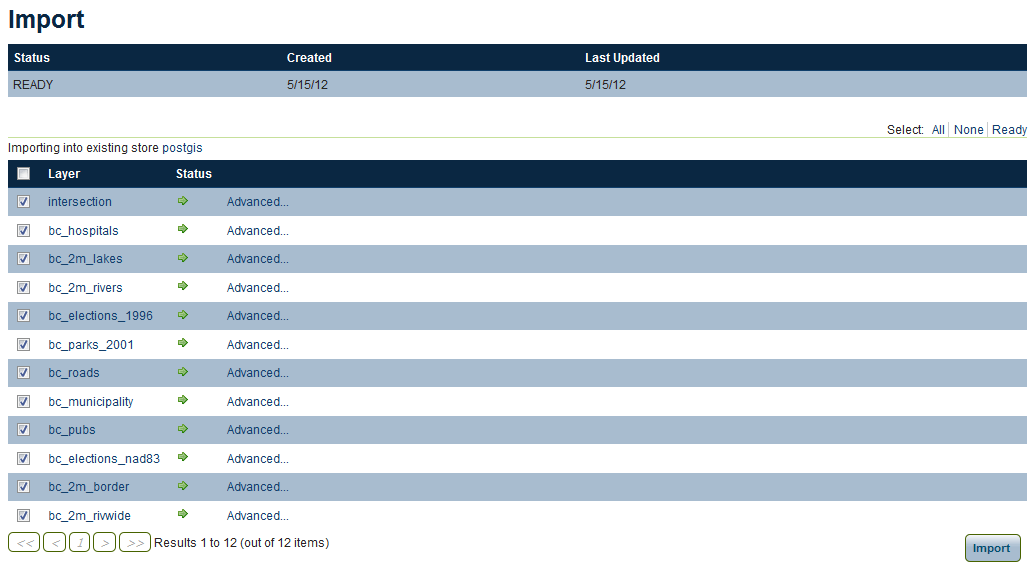 Import
Status Created Last Updated
READY 5/15/12 5/15/12
Select: All None Ready
Importing into existing store postgis
Layer Status
intersection Advanced...
bc_hospitals Advanced...
bc_2m_lakes Advanced...
bc_2m_rivers Advanced...
bc_elections_1996 Advanced...
bc_parks_2001 Advanced...
bc_roads Advanced...
bc_municipality Advanced...
bc_pubs Advanced...
bc_elections_nad83 Advanced...
bc_2m_border Advanced...
bc_2m_rivwide Advanced...
<< < 1 > >> Results 1 to 12 (out of 12 items)
Import